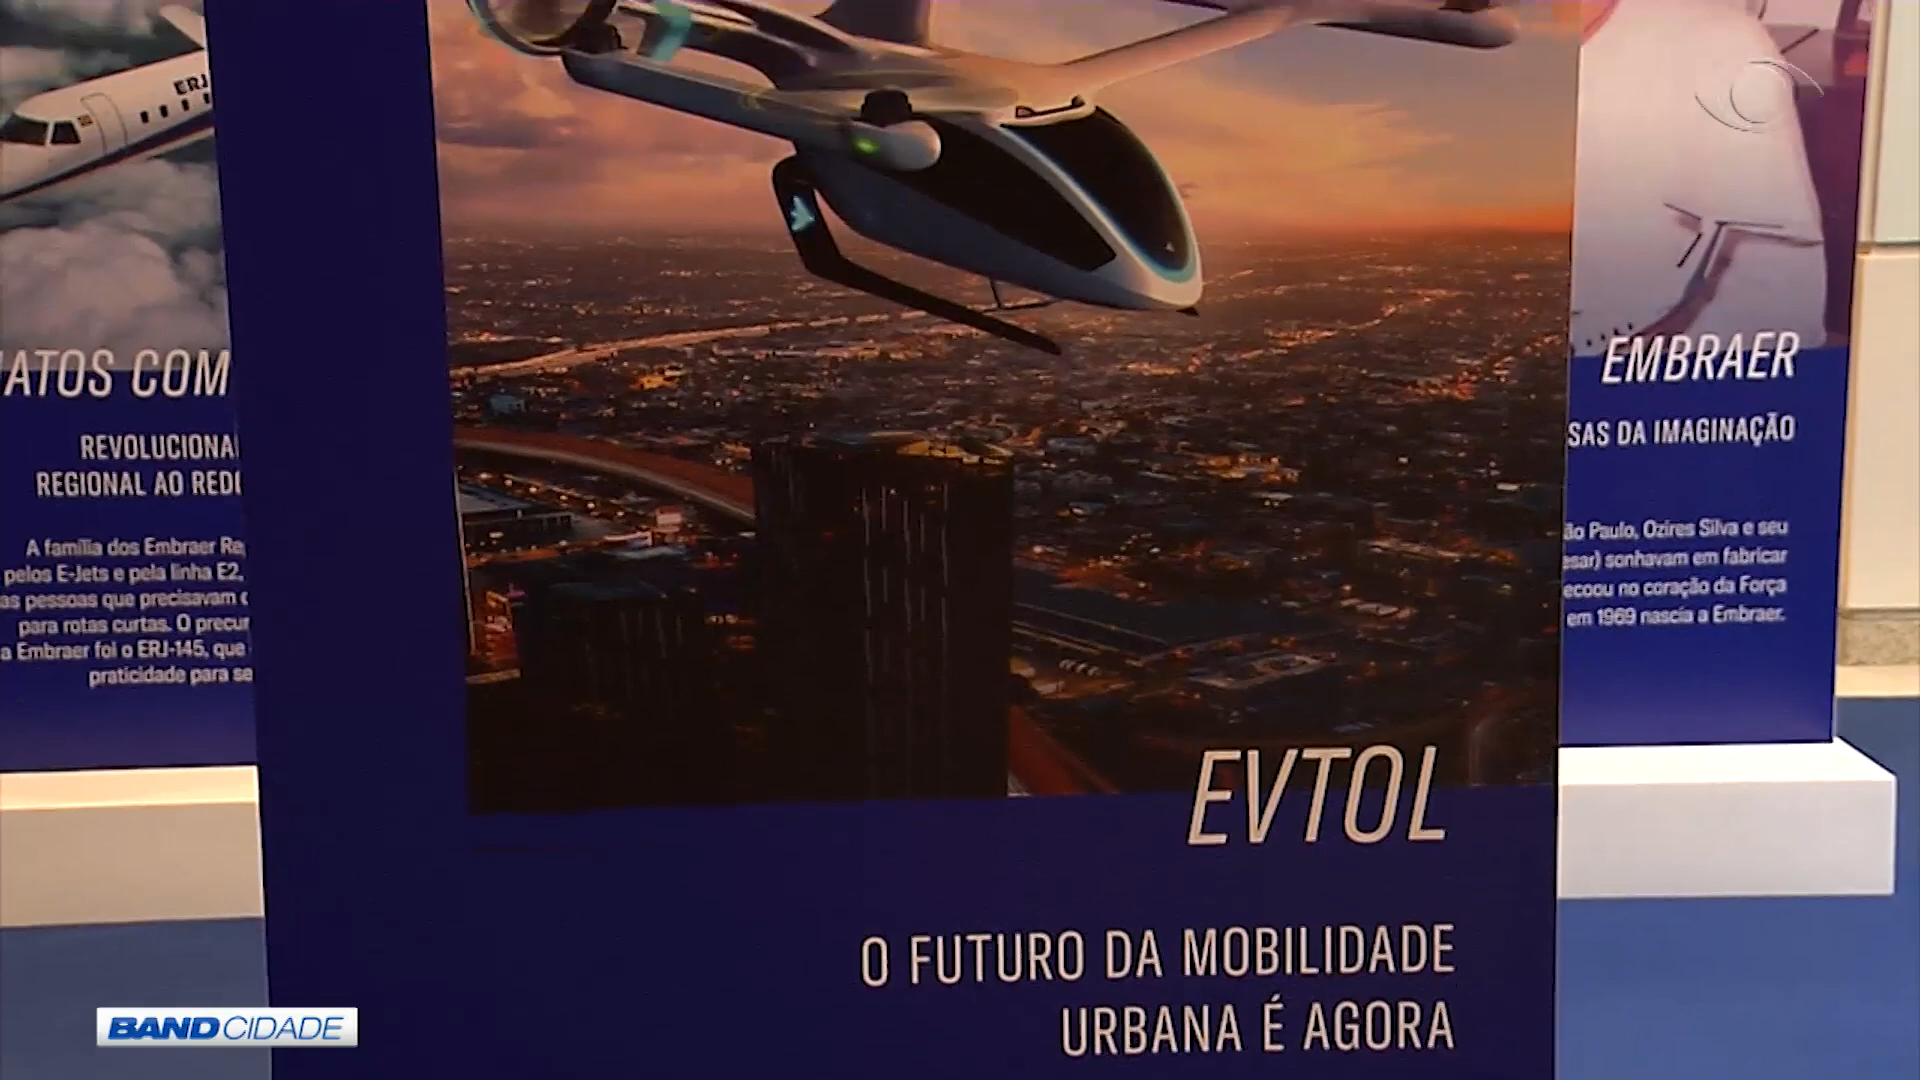 ERJ
JATOS COM
REVOLUCIONA
REGIONAL AO REDO
A família dos Embraer Re
pelos E-Jets e pela linha E2,
as pessoas que precisavam
para rotas curtas. O precur
a Embraer foi o ERJ-145, que
praticidade para se
EVTOL
O FUTURO DA MOBILIDADE
URBANA É AGORA
EMBRAER
SAS DA IMAGINAÇÃO
ão Paulo, Ozires Silva e seu
esar) sonhavam em fabricar
ecoou no coração da Força
em 1969 nascia a Embraer.
BAND CIDADE